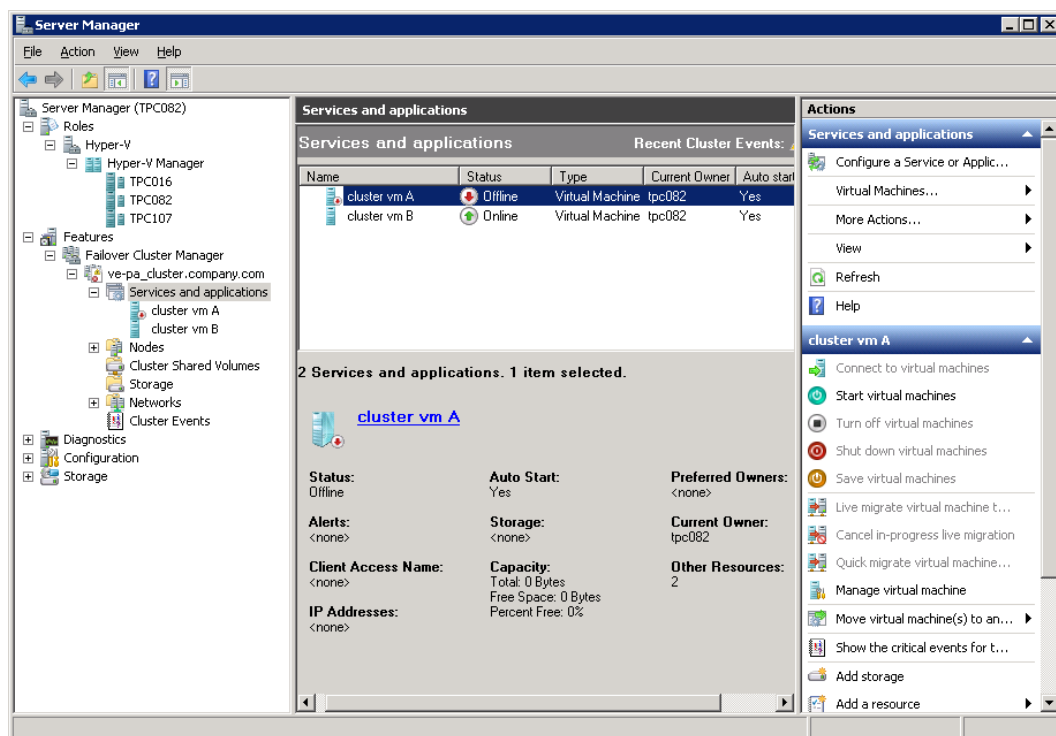 Server Manager
File Action View Help
Server Manager (TPC082)
Roles
Hyper-V
Hyper-V Manager
TPC016
TPC082
TPC107
Features
Failover Cluster Manager
ve-pa_cluster.company.com
Services and applications
cluster vm A
cluster vm B
Nodes
Cluster Shared Volumes
Storage
Networks
Cluster Events
Diagnostics
Configuration
Storage
Services and applications
Services and applications Recent Cluster Events:
Name Status Type Current Owner Auto start
cluster vm A Offline Virtual Machine tpc082 Yes
cluster vm B Online Virtual Machine tpc082 Yes
2 Services and applications. 1 item selected.
cluster vm A
Status: Auto Start: Preferred Owners:
Offline Yes <none>
Alerts: Storage: Current Owner:
<none> <none> tpc082
Client Access Name: Capacity: Other Resources:
<none> Total: 0 Bytes 2
Free Space: 0 Bytes
IP Addresses: Percent Free: 0%
<none>
Actions
Services and applications
Configure a Service or Applic...
Virtual Machines...
More Actions...
View
Refresh
Help
cluster vm A
Connect to virtual machines
Start virtual machines
Turn off virtual machines
Shut down virtual machines
Save virtual machines
Live migrate virtual machine t...
Cancel in-progress live migration
Quick migrate virtual machine...
Manage virtual machine
Move virtual machine(s) to an...
Show the critical events for t...
Add storage
Add a resource